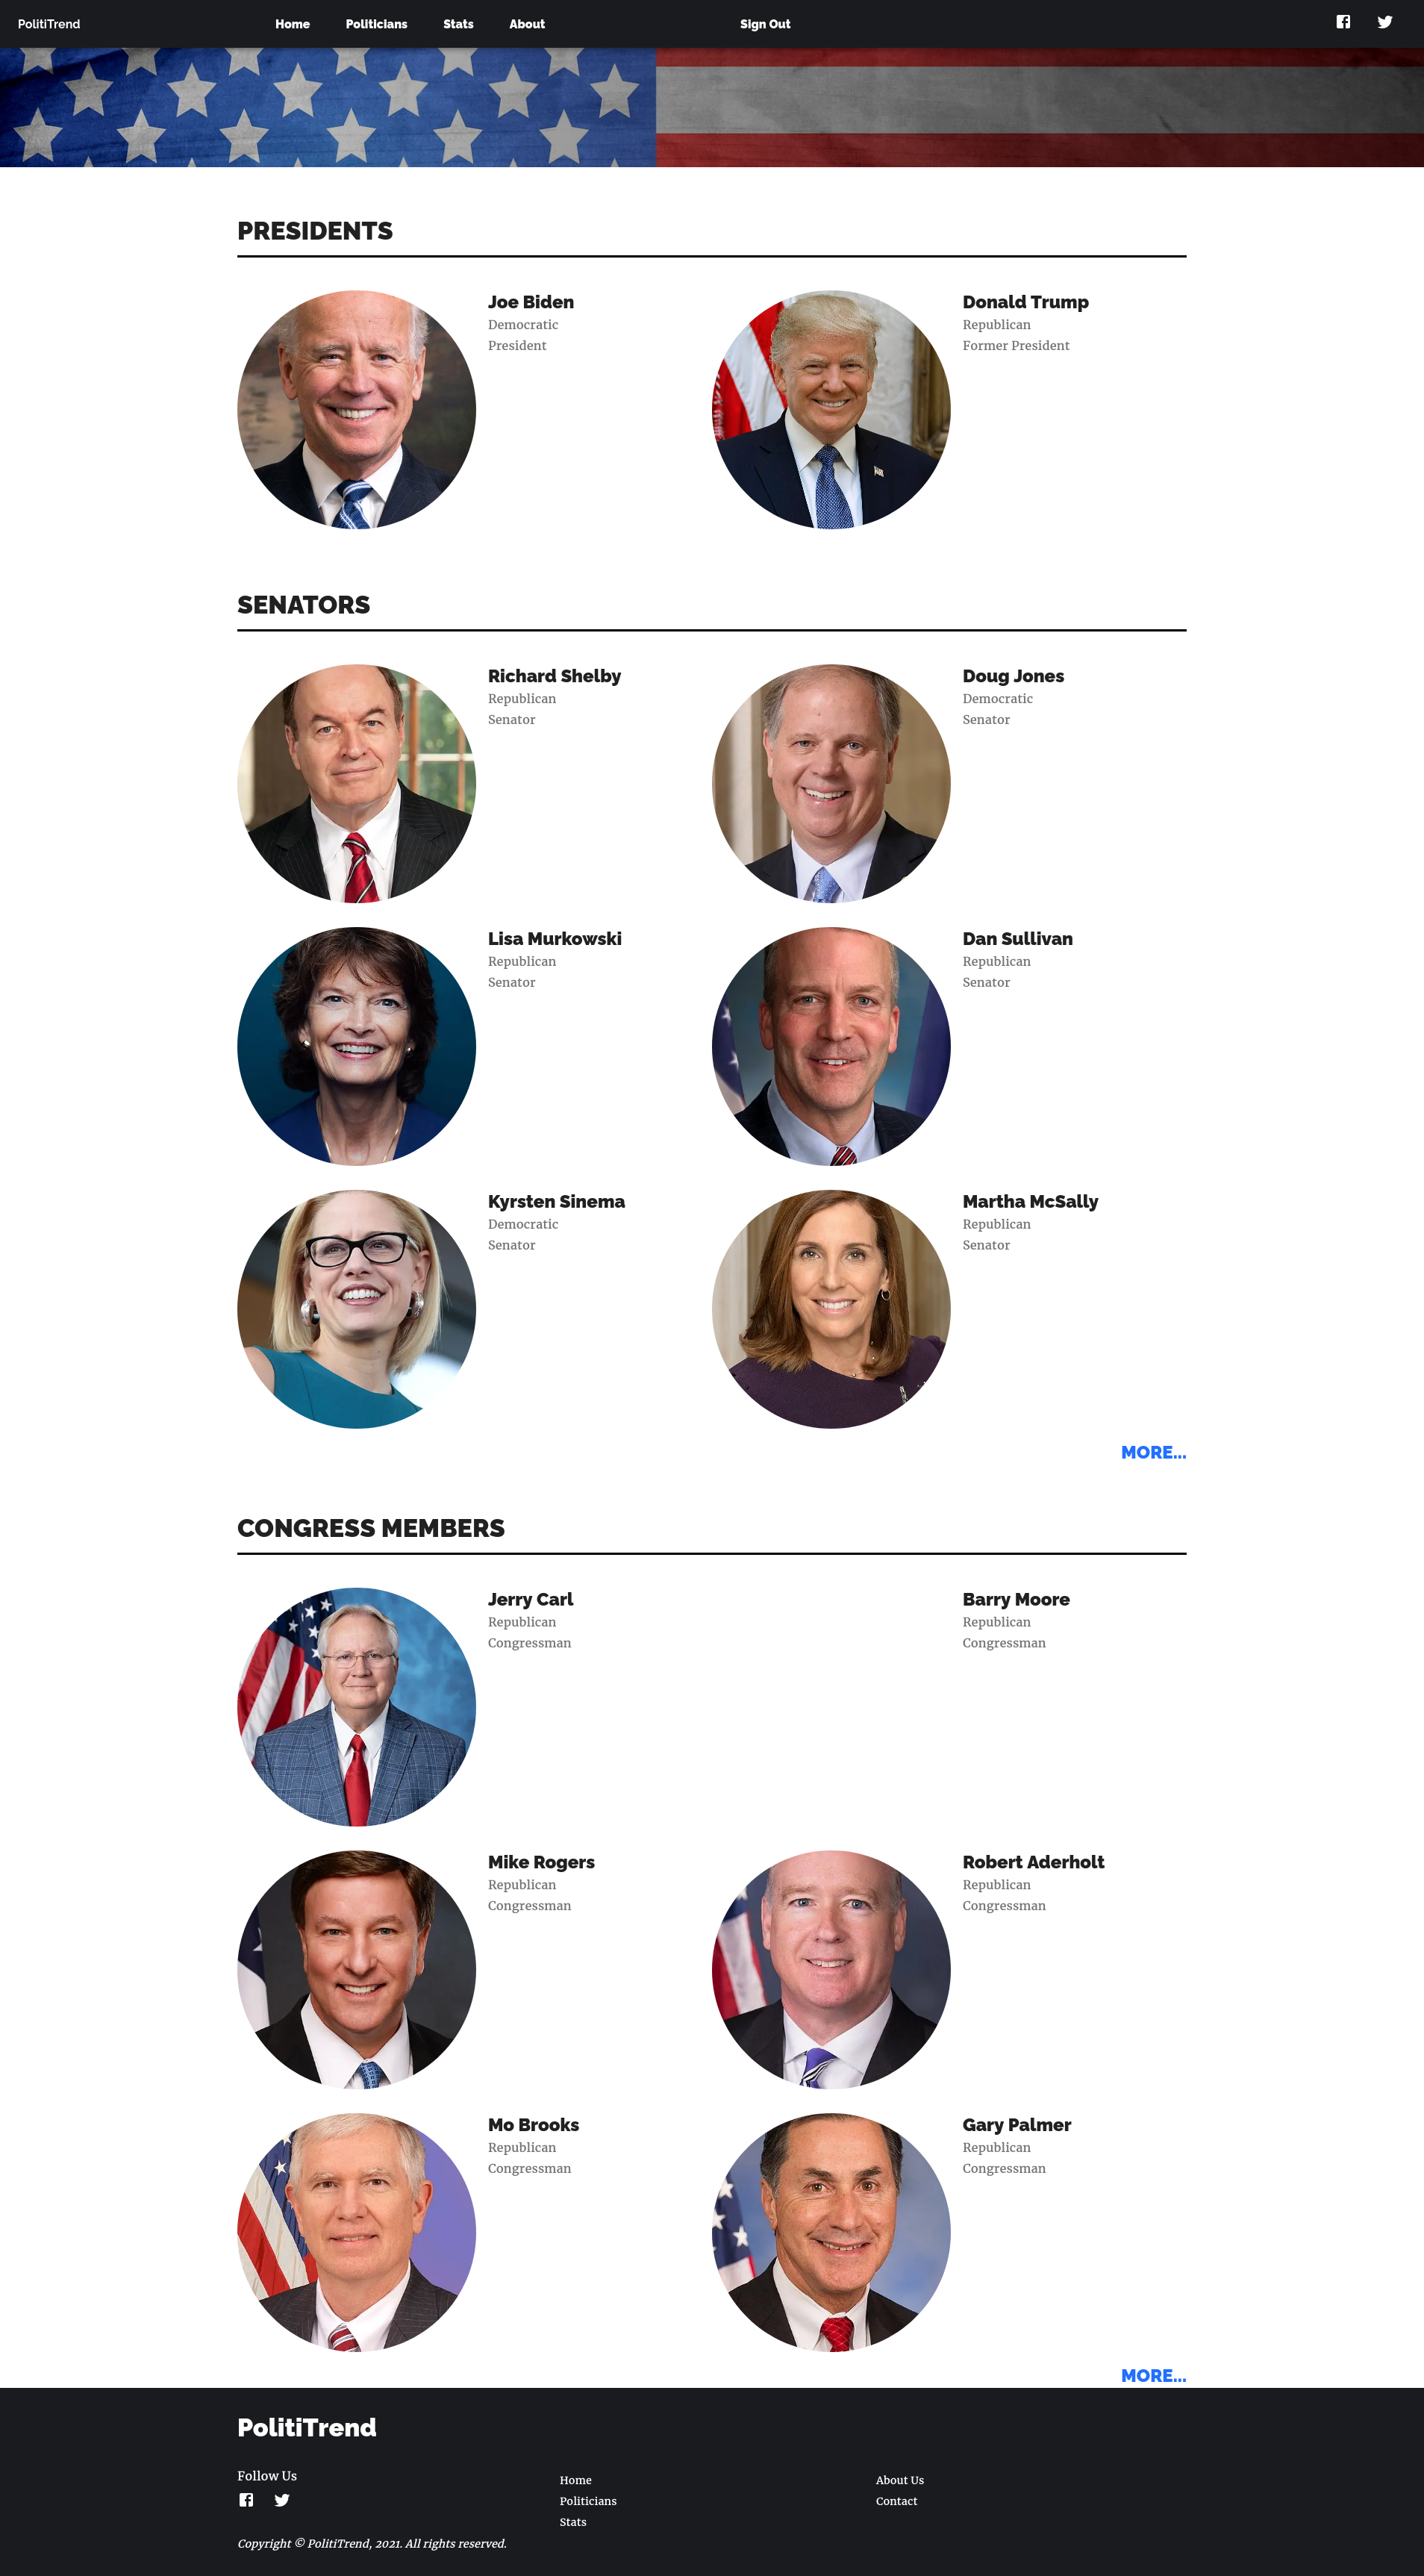 PolitiTrend Home Politicians Stats About Sign Out
PRESIDENTS
Joe Biden
Democratic
President
Donald Trump
Republican
Former President
SENATORS
Richard Shelby
Republican
Senator
Doug Jones
Democratic
Senator
Lisa Murkowski
Republican
Senator
Dan Sullivan
Republican
Senator
Kyrsten Sinema
Democratic
Senator
Martha McSally
Republican
Senator
MORE...
CONGRESS MEMBERS
Jerry Carl
Republican
Congressman
Barry Moore
Republican
Congressman
Mike Rogers
Republican
Congressman
Robert Aderholt
Republican
Congressman
Mo Brooks
Republican
Congressman
Gary Palmer
Republican
Congressman
MORE...
PolitiTrend
Follow Us
Home
Politicians
Stats
About Us
Contact
Copyright © PolitiTrend, 2021. All rights reserved.